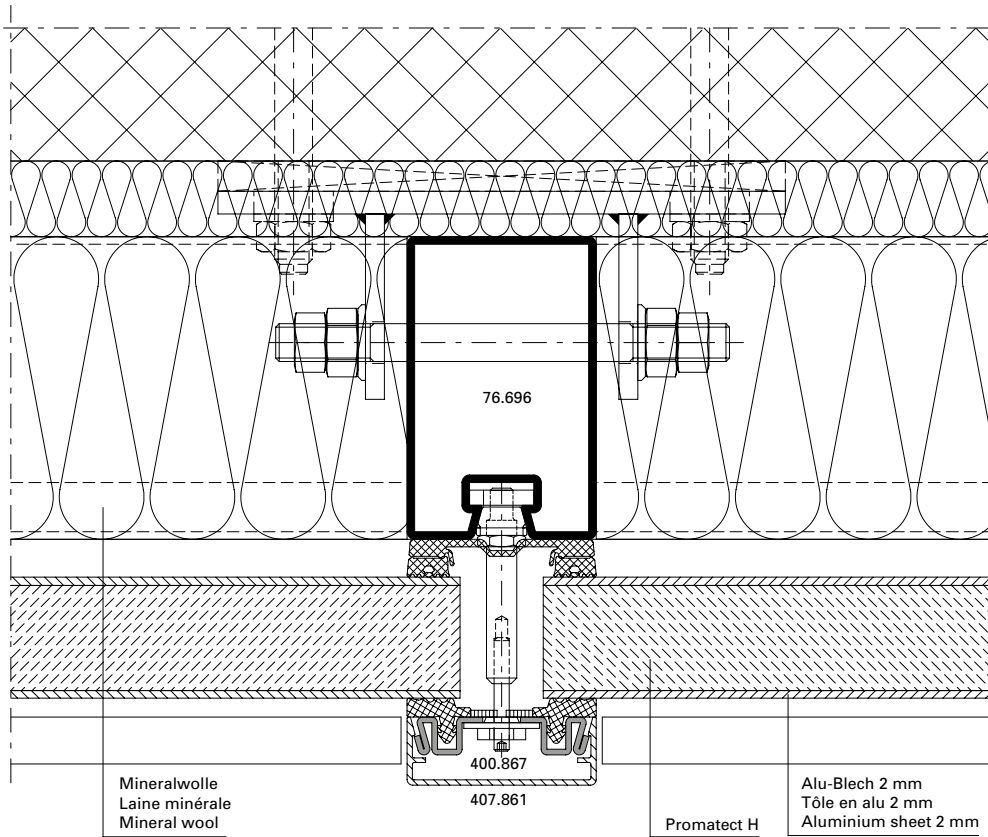 76.696
400.867
407.861
Mineralwolle
Laine minérale
Mineral wool
Promatect H
Alu-Blech 2 mm
Tôle en alu 2 mm
Aluminium sheet 2 mm